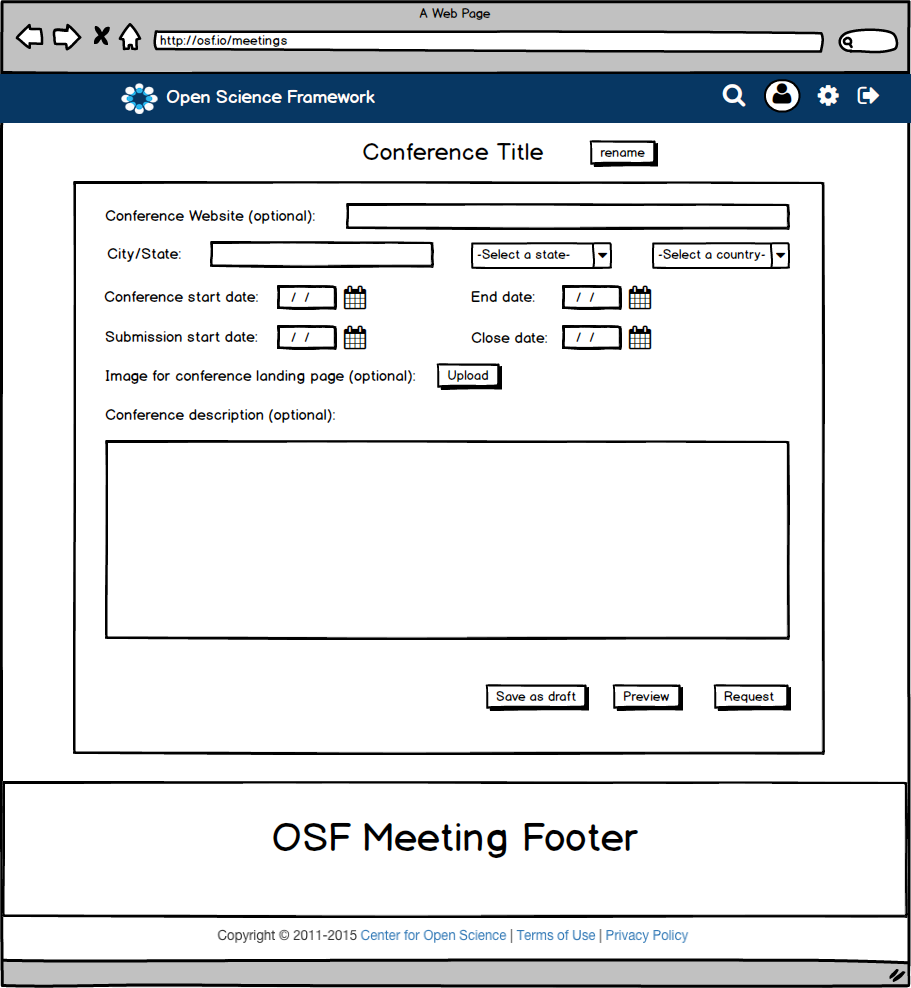 A Web Page
http://osf.io/meetings
Open Science Framework
Conference Title rename
Conference Website (optional):
City/State: -Select a state- -Select a country-
Conference start date: / / End date: / /
Submission start date: / / Close date: / /
Image for conference landing page (optional): Upload
Conference description (optional):
Save as draft Preview Request
OSF Meeting Footer
Copyright © 2011-2015 Center for Open Science | Terms of Use | Privacy Policy